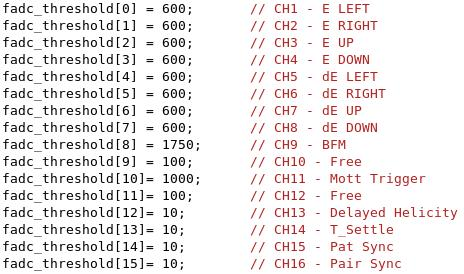 fadc_threshold[0] = 600; // CH1 - E LEFT
fadc_threshold[1] = 600; // CH2 - E RIGHT
fadc_threshold[2] = 600; // CH3 - E UP
fadc_threshold[3] = 600; // CH4 - E DOWN
fadc_threshold[4] = 600; // CH5 - dE LEFT
fadc_threshold[5] = 600; // CH6 - dE RIGHT
fadc_threshold[6] = 600; // CH7 - dE UP
fadc_threshold[7] = 600; // CH8 - dE DOWN
fadc_threshold[8] = 1750; // CH9 - BFM
fadc_threshold[9] = 100; // CH10 - Free
fadc_threshold[10]= 1000; // CH11 - Mott Trigger
fadc_threshold[11]= 100; // CH12 - Free
fadc_threshold[12]= 10; // CH13 - Delayed Helicity
fadc_threshold[13]= 10; // CH14 - T_Settle
fadc_threshold[14]= 10; // CH15 - Pat Sync
fadc_threshold[15]= 10; // CH16 - Pair Sync